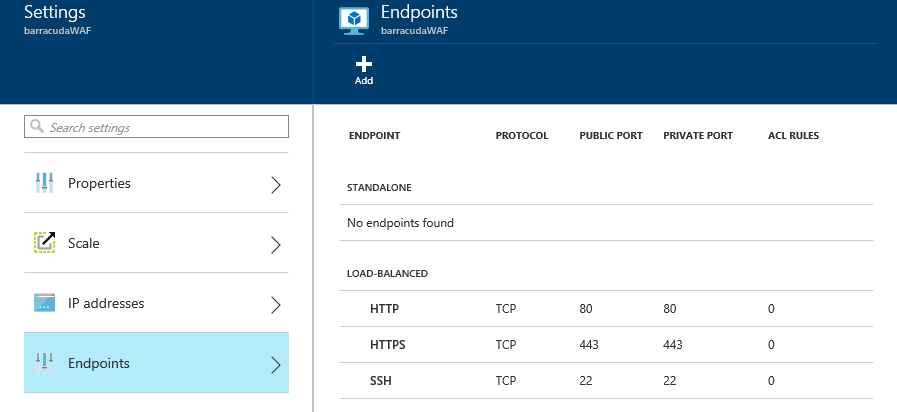 Settings
barracudaWAF
Search settings
Properties
Scale
IP addresses
Endpoints
Endpoints
barracudaWAF
Add
ENDPOINT PROTOCOL PUBLIC PORT PRIVATE PORT ACL RULES
STANDALONE
No endpoints found
LOAD-BALANCED
HTTP TCP 80 80 0
HTTPS TCP 443 443 0
SSH TCP 22 22 0